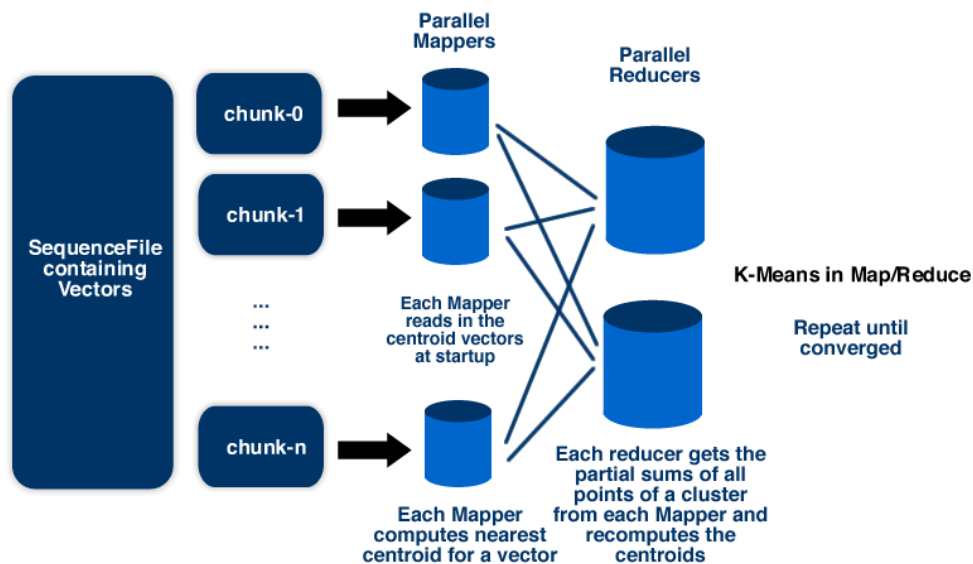 Parallel
Mappers
Parallel
Reducers
SequenceFile
containing
Vectors
chunk-0
chunk-1
...
...
...
chunk-n
Each Mapper
reads in the
centroid vectors
at startup
Each Mapper
computes nearest
centroid for a vector
Each reducer gets the
partial sums of all
points of a cluster
from each Mapper and
recomputes the
centroids
K-Means in Map/Reduce
Repeat until
converged